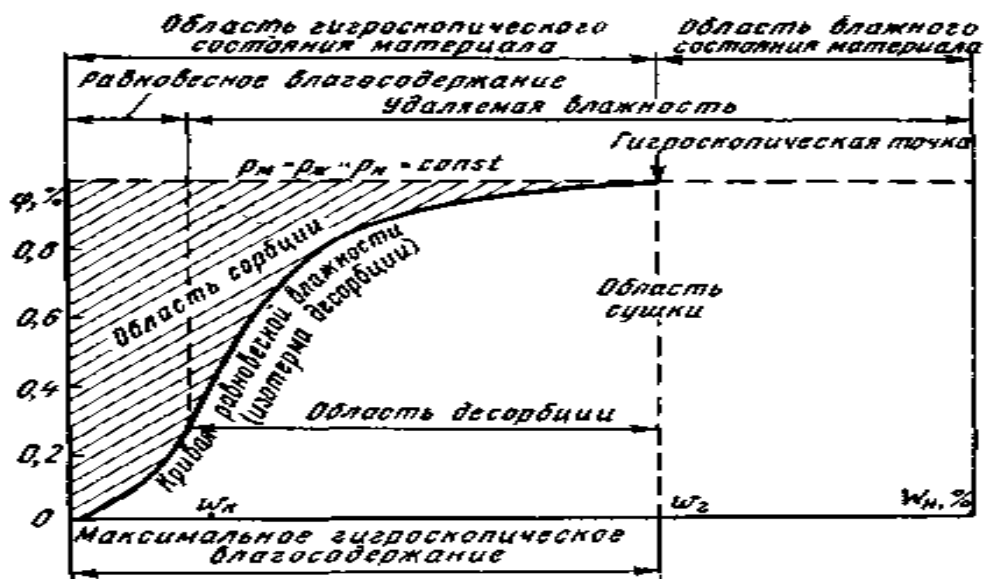 Область гигроскопического
состояния материала
Область влажного
состояния материала
Равновесное влагосодержание
Удаляемая влажность
Гигроскопическая точка
pм = pж = pн = const
φ, %
0,8
0,6
0,4
0,2
0
Область сорбции
Кривая равновесной влажности
(изотерма десорбции)
Область
сушки
Область десорбции
wк
wг
wн, %
Максимальное гигроскопическое
влагосодержание